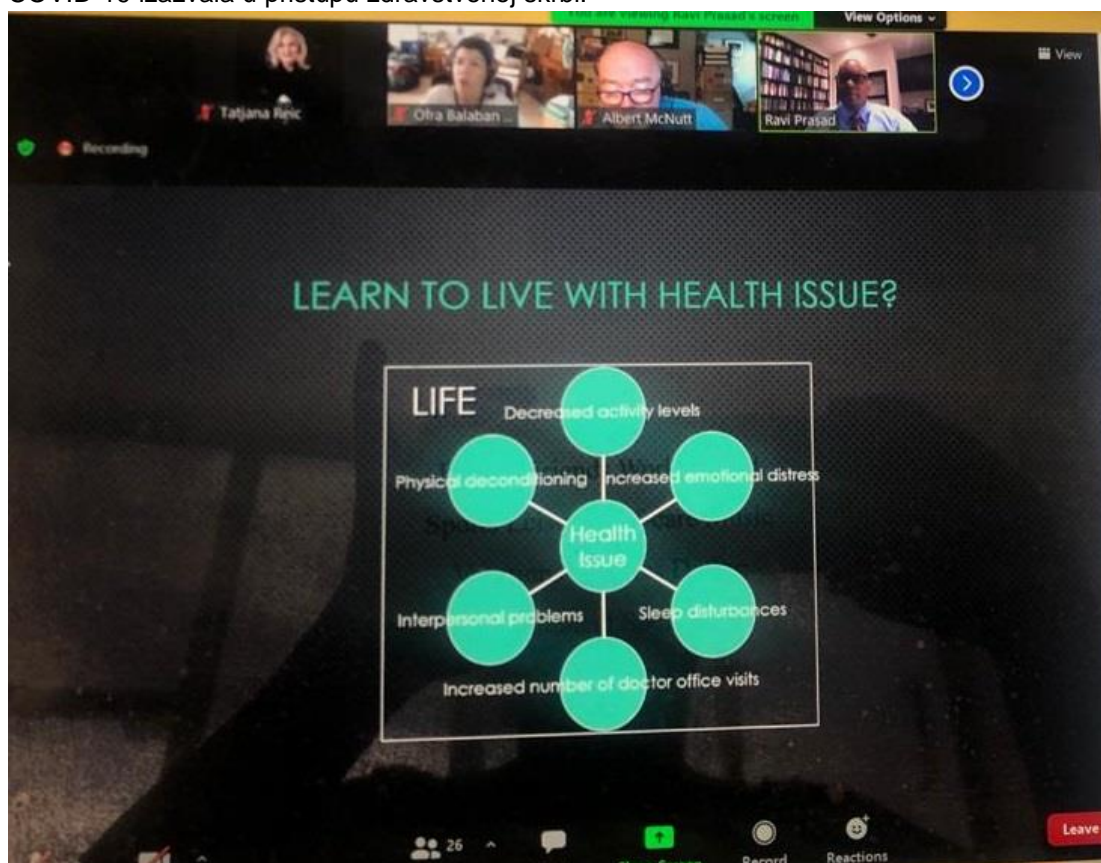 COVID-19 izazvala u pristupu zdravstvenoj skrbi.
You are viewing Ravi Prasad's screen
View Options
View
Tatjana Reic
Ofra Balaban ...
Albert McNutt
Ravi Prasad
Recording
LEARN TO LIVE WITH HEALTH ISSUE?
LIFE
Decreased activity levels
Physical deconditioning
Increased emotional distress
Health
Issue
Interpersonal problems
Sleep disturbances
Increased number of doctor office visits
26
Record
Reactions
Leave